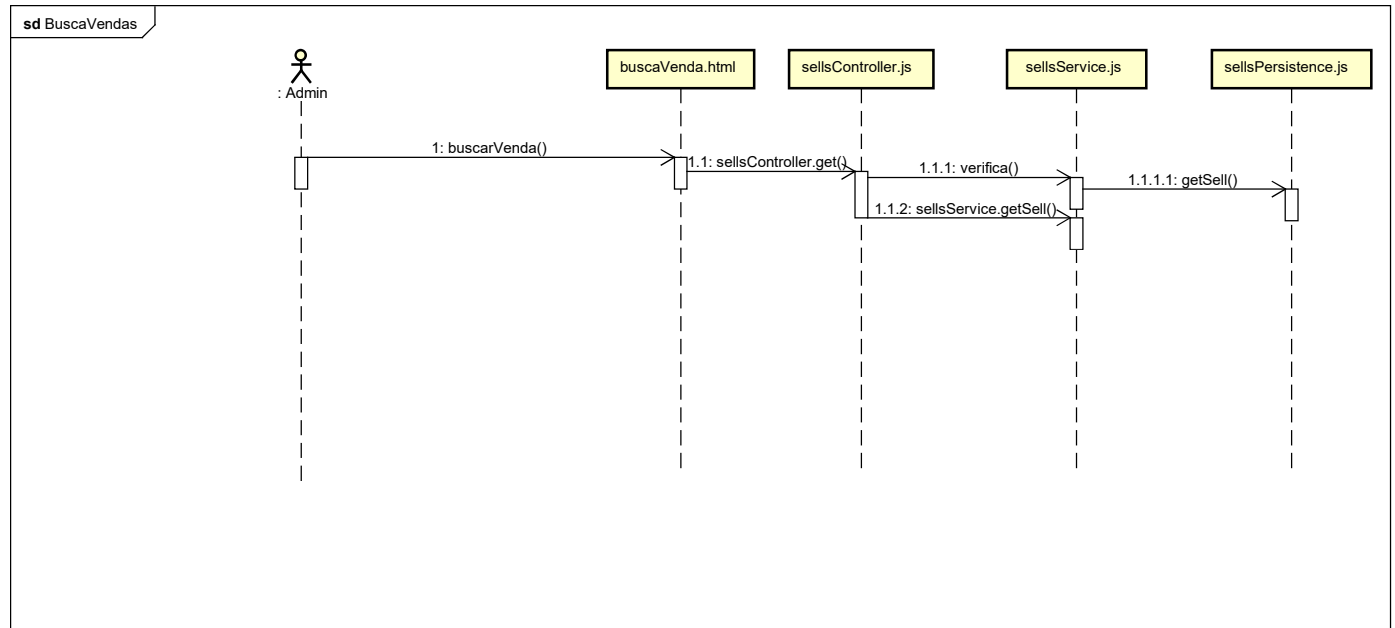 sd BuscaVendas
: Admin
buscaVenda.html
sellsController.js
sellsService.js
sellsPersistence.js
1: buscarVenda()
1.1: sellsController.get()
1.1.1: verifica()
1.1.1.1: getSell()
1.1.2: sellsService.getSell()